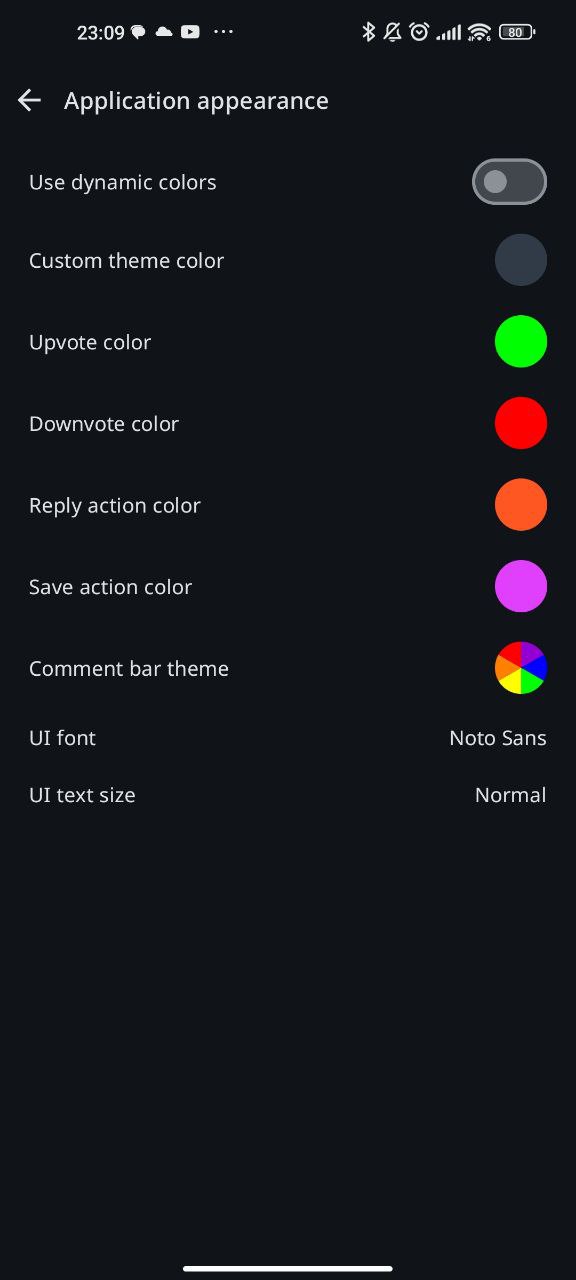 23:09 80
Application appearance
Use dynamic colors
Custom theme color
Upvote color
Downvote color
Reply action color
Save action color
Comment bar theme
UI font Noto Sans
UI text size Normal